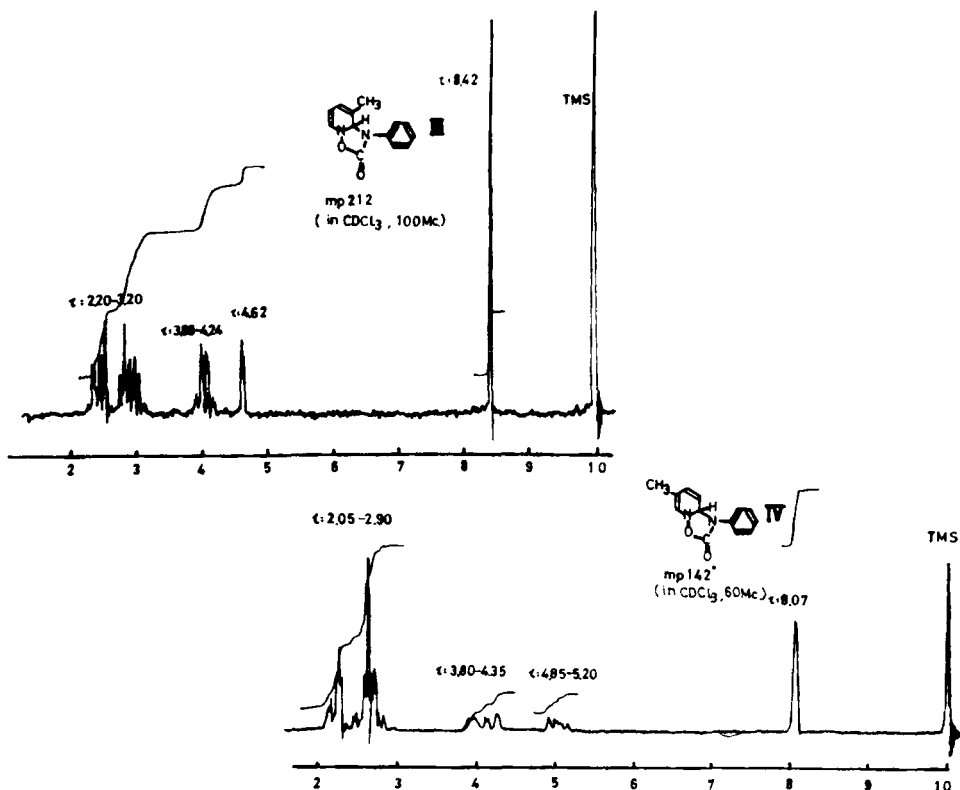 τ: 8,42
TMS
CH₃
H
N
N
O
C
O
III
mp 212
( in CDCl₃ , 100Mc.)
τ: 2,20-3,20
τ: 3,88-4,24
τ: 4,62
2 3 4 5 6 7 8 9 10
CH₃
H
N
N
O
C
O
IV
mp 142°
(in CDCl₃, 60Mc)
τ: 8,07
TMS
τ: 2,05 - 2,90
τ: 3,80-4,35
τ: 4,85-5,20
2 3 4 5 6 7 8 9 10